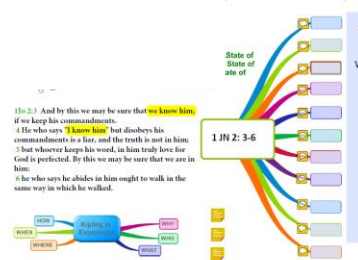 State of
State of
ate of
1Jo 2:3 And by this we may be sure that we know him,
if we keep his commandments.
4 He who says "I know him" but disobeys his
commandments is a liar, and the truth is not in him;
5 but whoever keeps his word, in him truly love for
God is perfected. By this we may be sure that we are in
him:
6 he who says he abides in him ought to walk in the
same way in which he walked.
1 JN 2: 3-6
HOW
WHEN
WHERE
Kipling to
Experience
WHY
WHO
WHAT